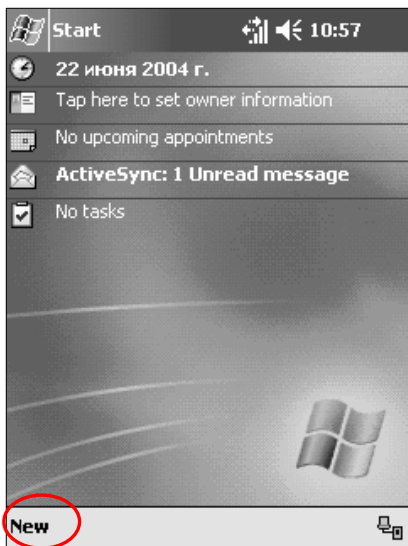 Start 10:57
22 июня 2004 г.
Tap here to set owner information
No upcoming appointments
ActiveSync: 1 Unread message
No tasks
New